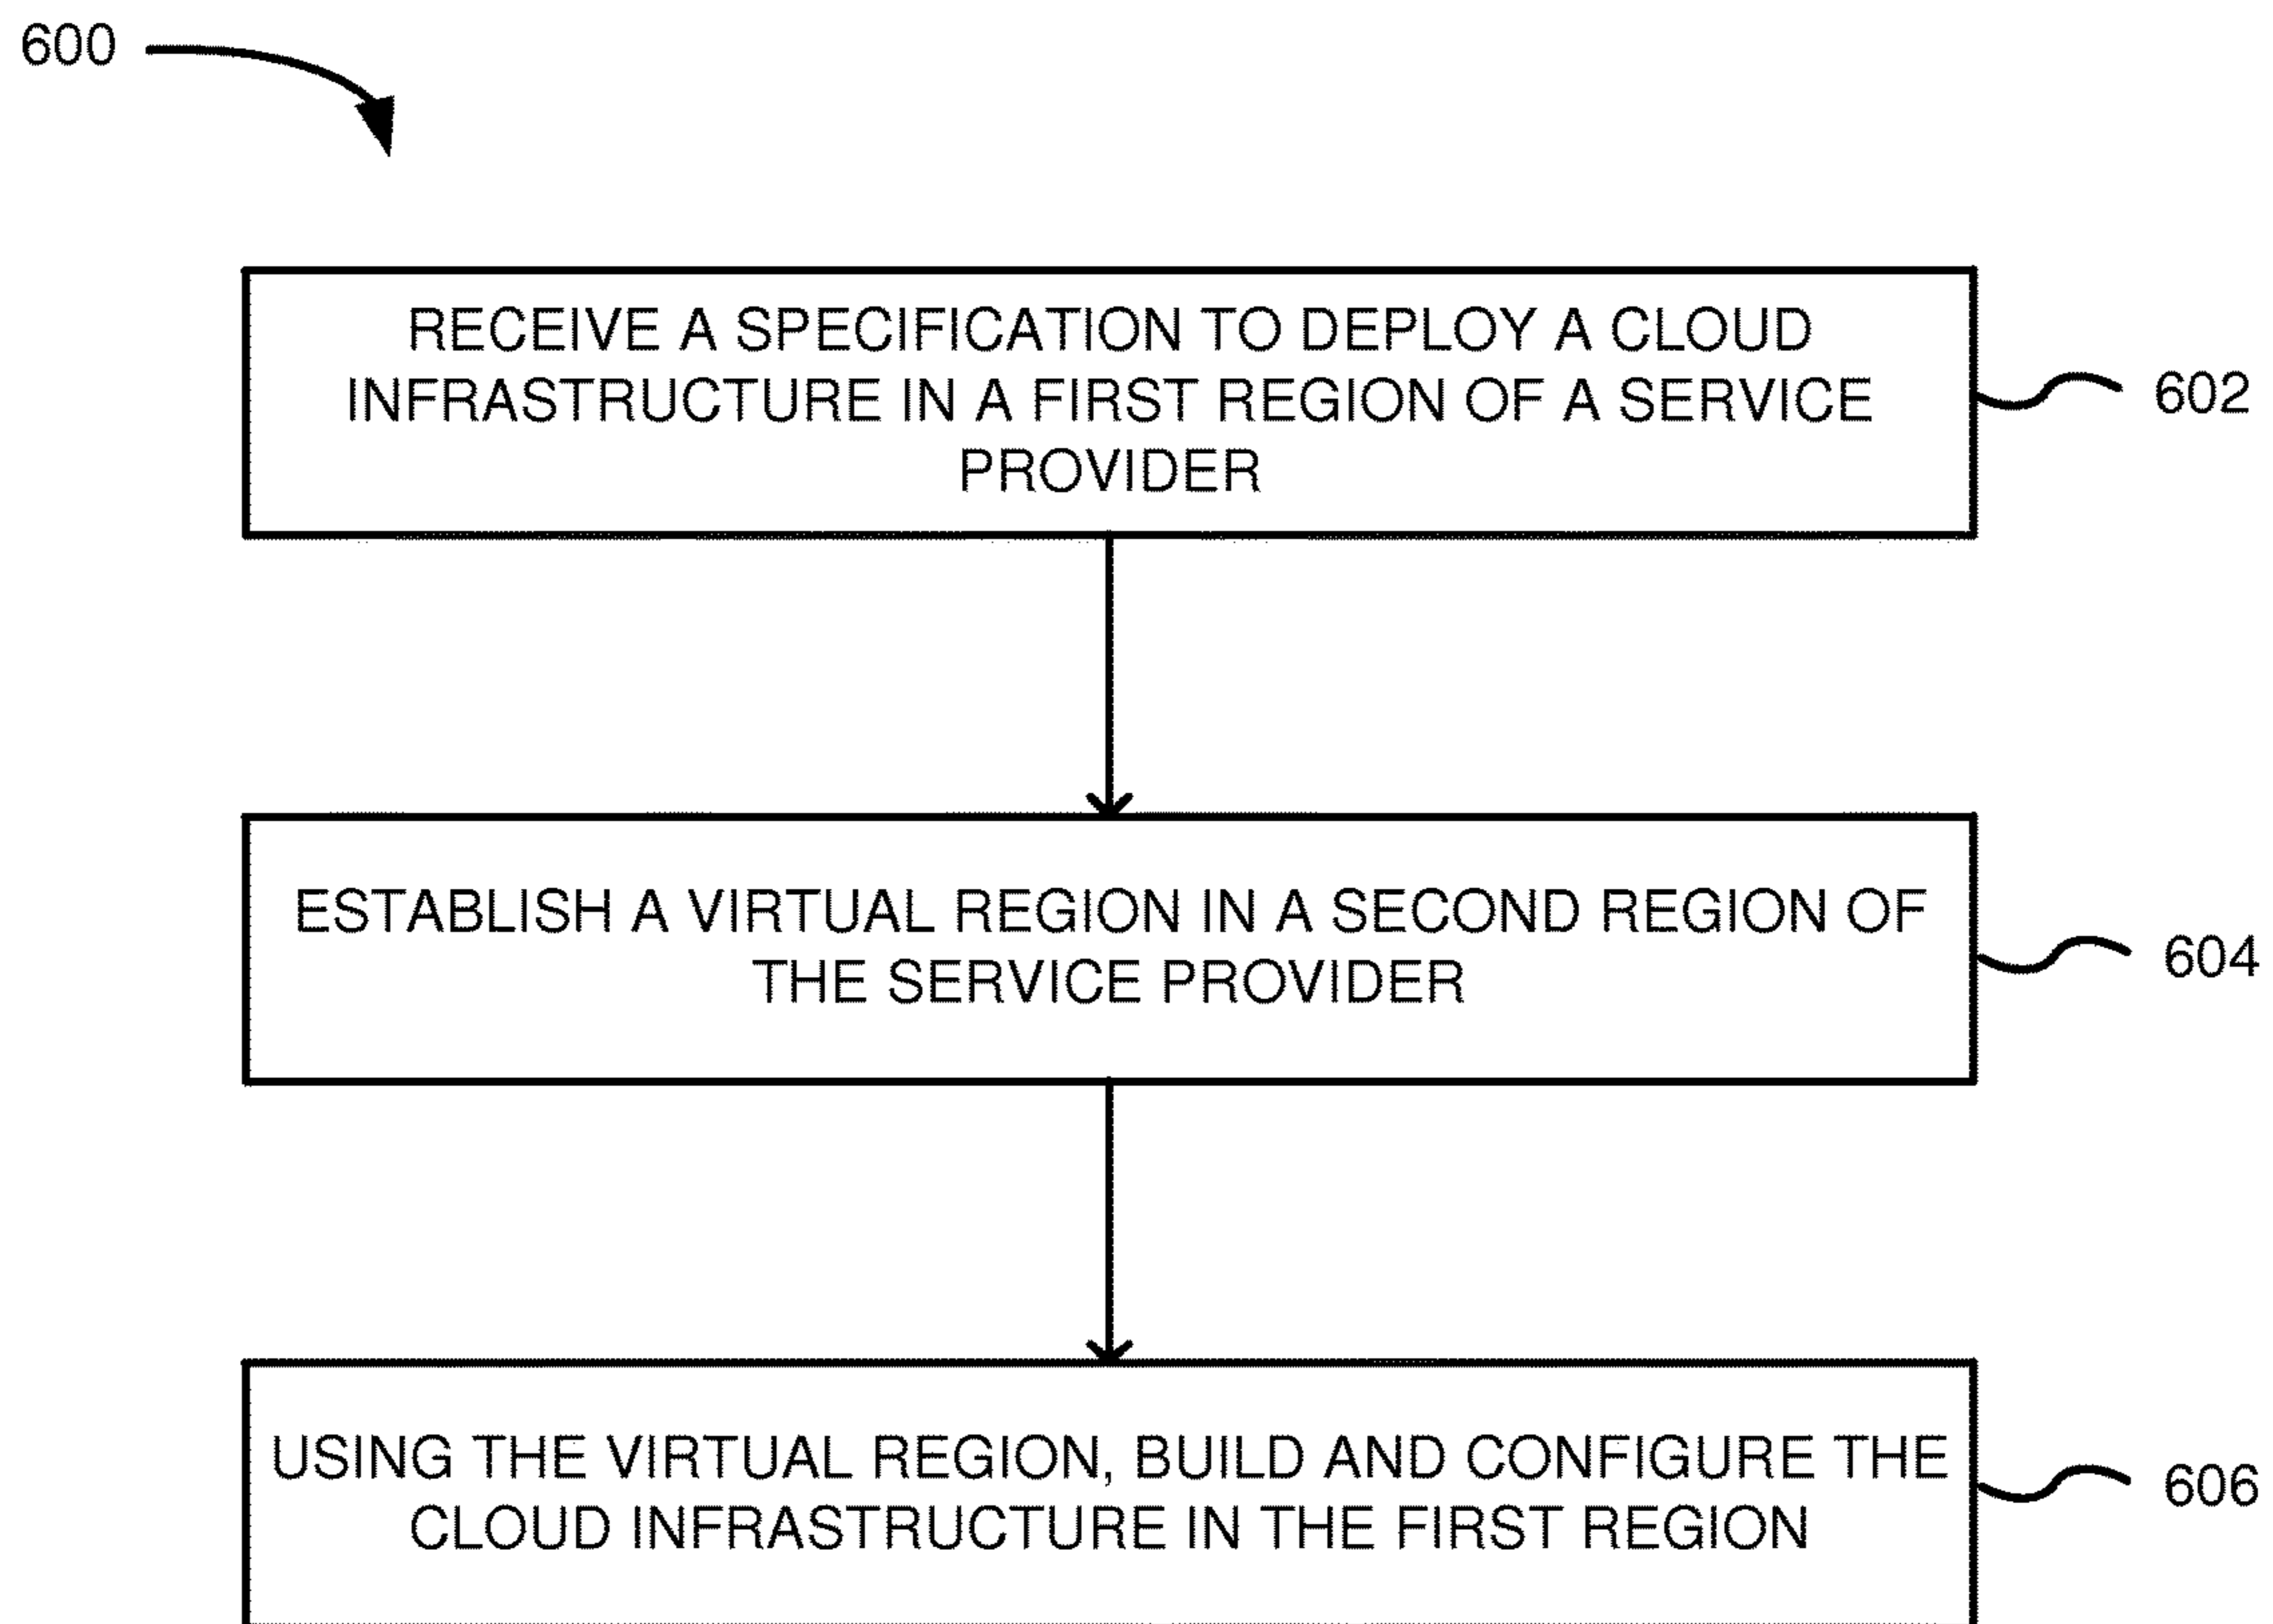 600
RECEIVE A SPECIFICATION TO DEPLOY A CLOUD
INFRASTRUCTURE IN A FIRST REGION OF A SERVICE
PROVIDER
602
ESTABLISH A VIRTUAL REGION IN A SECOND REGION OF
THE SERVICE PROVIDER
604
USING THE VIRTUAL REGION, BUILD AND CONFIGURE THE
CLOUD INFRASTRUCTURE IN THE FIRST REGION
606